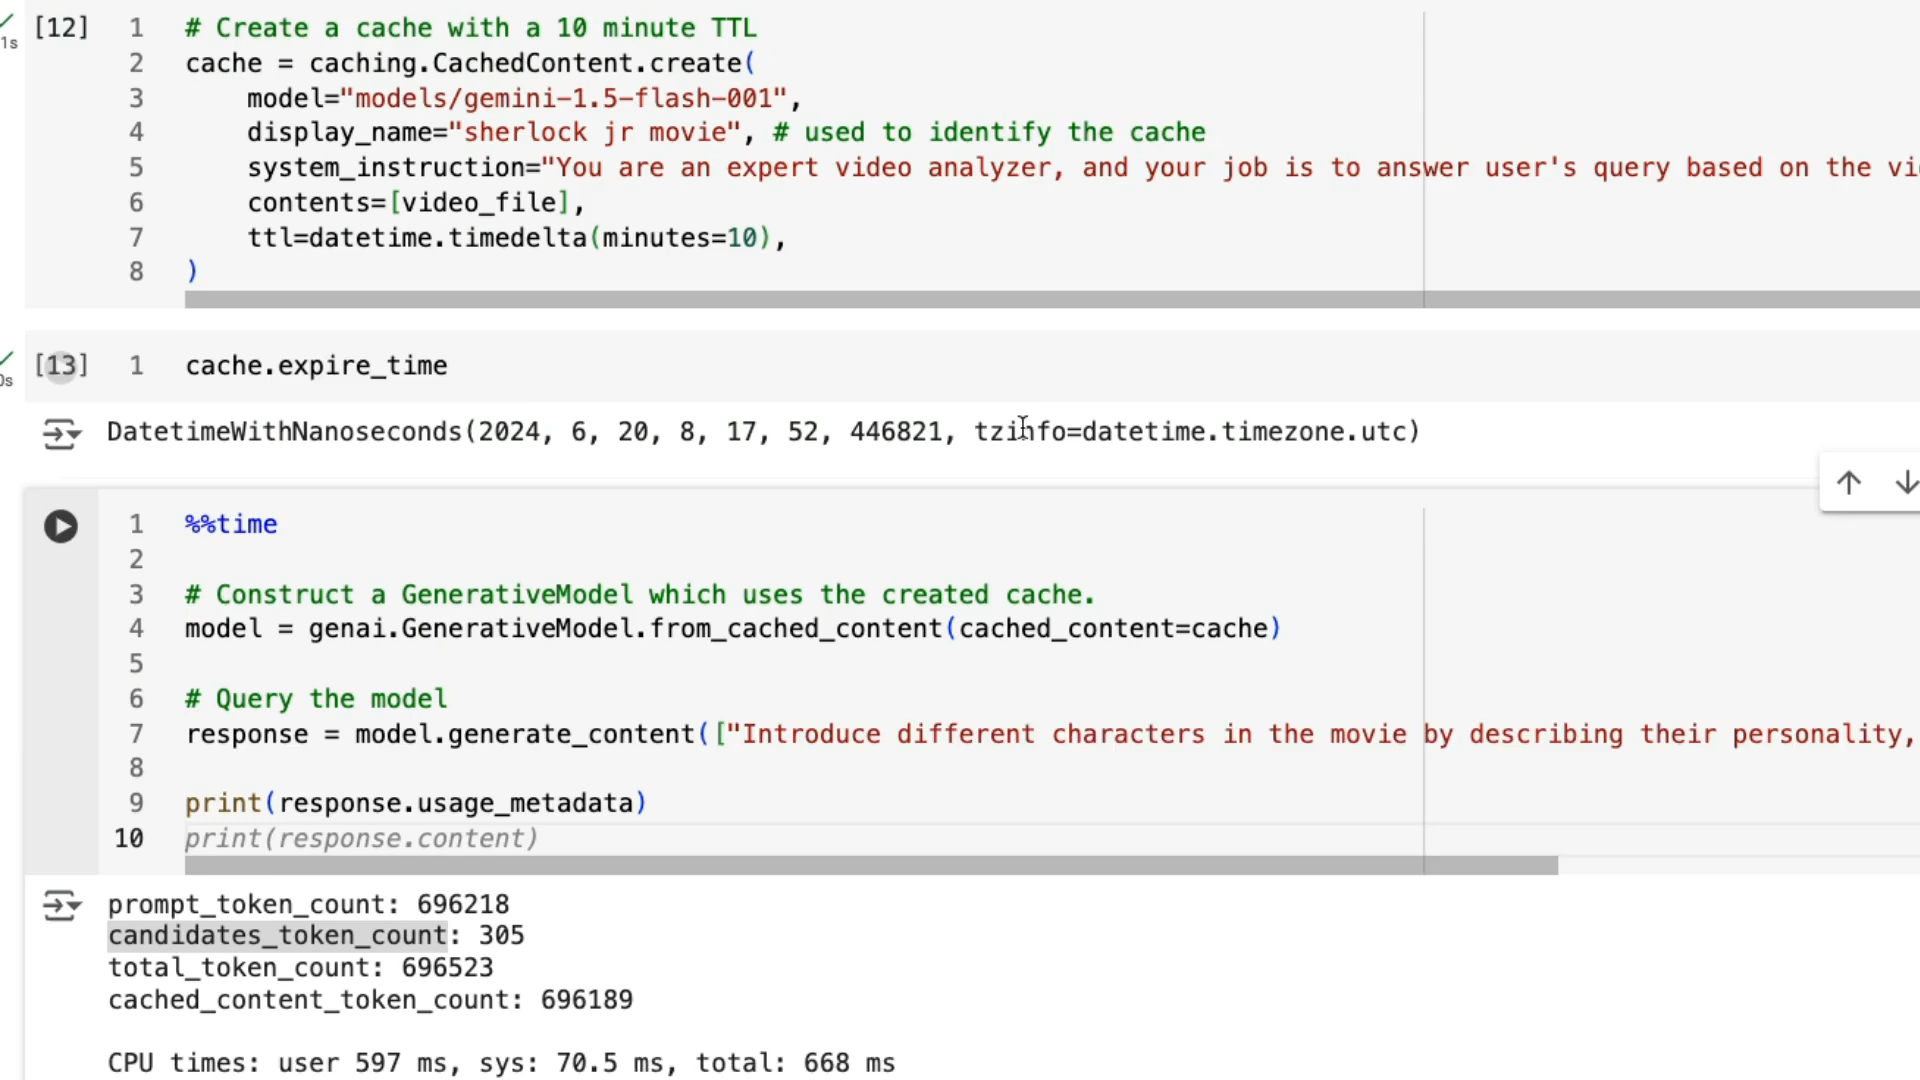 [12] 1 # Create a cache with a 10 minute TTL
1s
2 cache = caching.CachedContent.create(
3 model="models/gemini-1.5-flash-001",
4 display_name="sherlock jr movie", # used to identify the cache
5 system_instruction="You are an expert video analyzer, and your job is to answer user's query based on the vi
6 contents=[video_file],
7 ttl=datetime.timedelta(minutes=10),
8 )
[13] 1 cache.expire_time
0s
DatetimeWithNanoseconds(2024, 6, 20, 8, 17, 52, 446821, tzinfo=datetime.timezone.utc)
1 %%time
2
3 # Construct a GenerativeModel which uses the created cache.
4 model = genai.GenerativeModel.from_cached_content(cached_content=cache)
5
6 # Query the model
7 response = model.generate_content(["Introduce different characters in the movie by describing their personality,
8
9 print(response.usage_metadata)
10 print(response.content)
prompt_token_count: 696218
candidates_token_count: 305
total_token_count: 696523
cached_content_token_count: 696189
CPU times: user 597 ms, sys: 70.5 ms, total: 668 ms